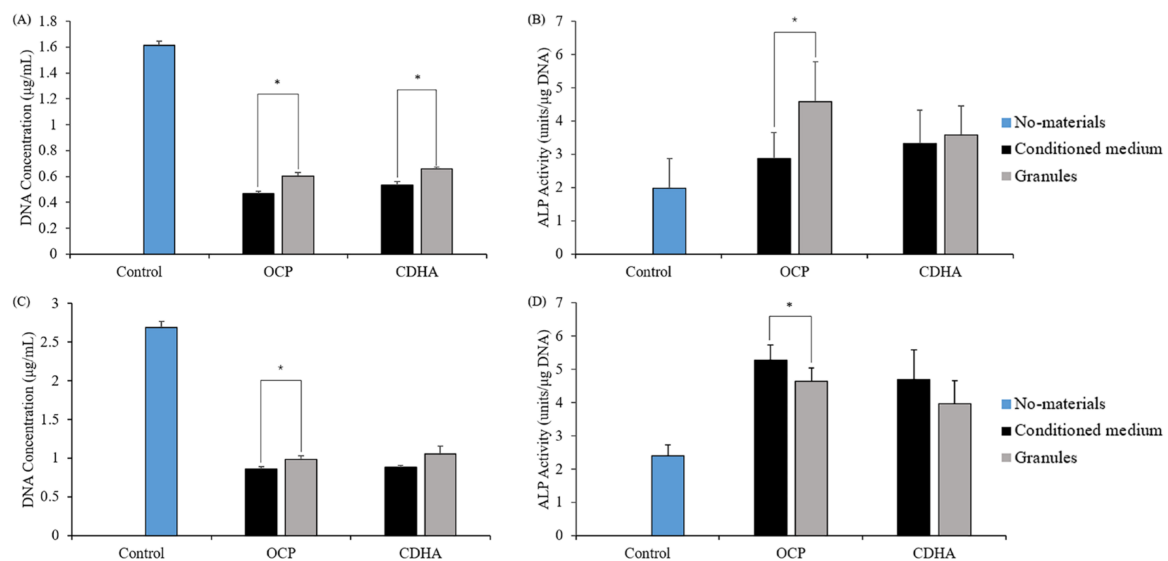 (A)
DNA Concentration (µg/mL)
1.8
1.6
1.4
1.2
1
0.8
0.6
0.4
0.2
0
*
*
Control
OCP
CDHA
(B)
ALP Activity (units/µg DNA)
7
6
5
4
3
2
1
0
*
Control
OCP
CDHA
No-materials
Conditioned medium
Granules
(C)
DNA Concentration (µg/mL)
3
2.5
2
1.5
1
0.5
0
*
Control
OCP
CDHA
(D)
ALP Activity (units/µg DNA)
7
6
5
4
3
2
1
0
*
Control
OCP
CDHA
No-materials
Conditioned medium
Granules